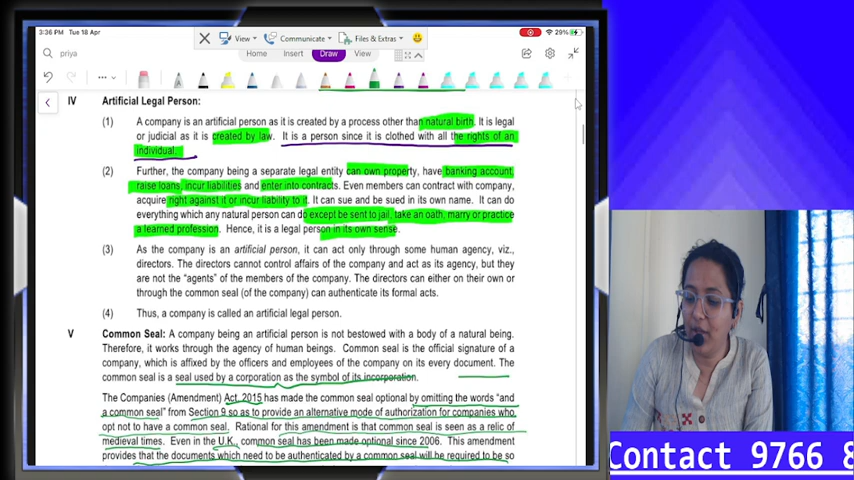 3:36 PM Tue 18 Apr
29%
View
Communicate
Files & Extras
priya
Home Insert Draw View
IV Artificial Legal Person:
(1) A company is an artificial person as it is created by a process other than natural birth. It is legal
or judicial as it is created by law. It is a person since it is clothed with all the rights of an
individual.
(2) Further, the company being a separate legal entity can own property, have banking account,
raise loans, incur liabilities and enter into contracts. Even members can contract with company,
acquire right against it or incur liability to it. It can sue and be sued in its own name. It can do
everything which any natural person can do except be sent to jail, take an oath, marry or practice
a learned profession. Hence, it is a legal person in its own sense.
(3) As the company is an artificial person, it can act only through some human agency, viz.,
directors. The directors cannot control affairs of the company and act as its agency, but they
are not the "agents" of the members of the company. The directors can either on their own or
through the common seal (of the company) can authenticate its formal acts.
(4) Thus, a company is called an artificial legal person.
V Common Seal: A company being an artificial person is not bestowed with a body of a natural being.
Therefore, it works through the agency of human beings. Common seal is the official signature of a
company, which is affixed by the officers and employees of the company on its every document. The
common seal is a seal used by a corporation as the symbol of its incorporation.
The Companies (Amendment) Act, 2015 has made the common seal optional by omitting the words "and
a common seal" from Section 9 so as to provide an alternative mode of authorization for companies who
opt not to have a common seal. Rational for this amendment is that common seal is seen as a relic of
medieval times. Even in the U.K., common seal has been made optional since 2006. This amendment
provides that the documents which need to be authenticated by a common seal will be required to be so
Contact 9766 8